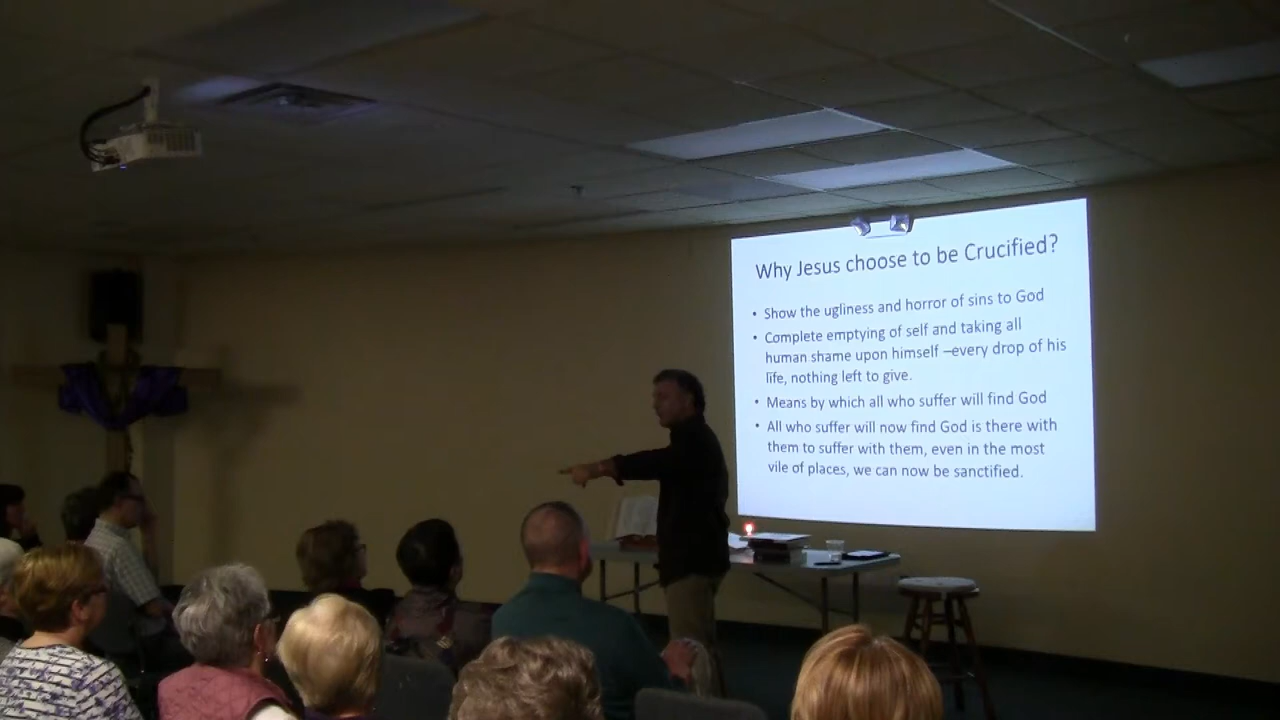 Why Jesus choose to be Crucified?
• Show the ugliness and horror of sins to God
• Complete emptying of self and taking all
human shame upon himself –every drop of his
life, nothing left to give.
• Means by which all who suffer will find God
• All who suffer will now find God is there with
them to suffer with them, even in the most
vile of places, we can now be sanctified.